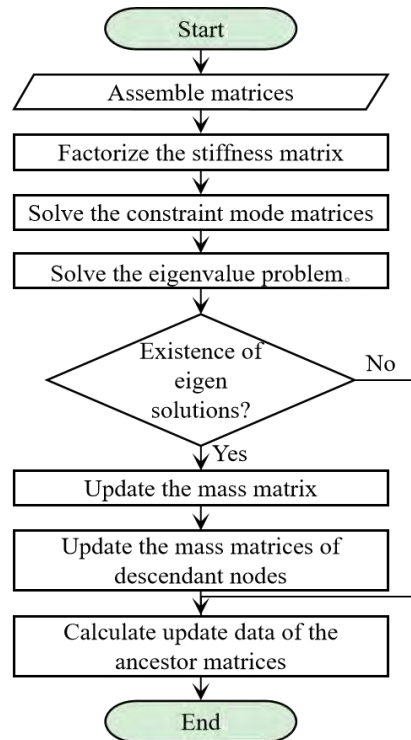 Start
Assemble matrices
Factorize the stiffness matrix
Solve the constraint mode matrices
Solve the eigenvalue problem。
Existence of
eigen
solutions?
No
Yes
Update the mass matrix
Update the mass matrices of
descendant nodes
Calculate update data of the
ancestor matrices
End